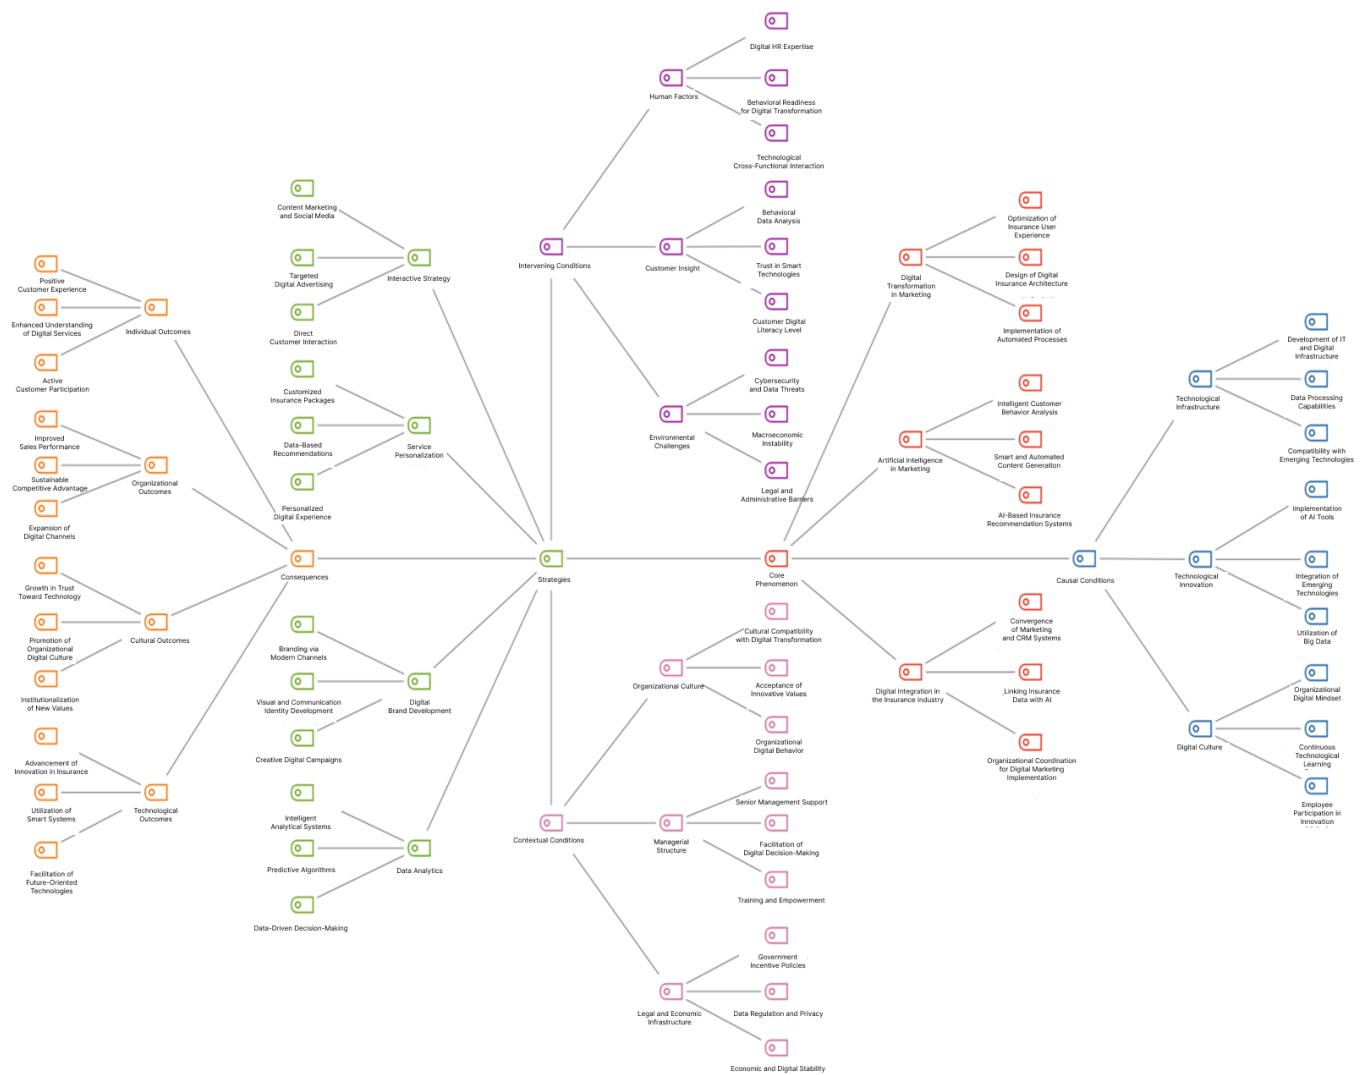 Digital HR Expertise
Human Factors
Behavioral Readiness
for Digital Transformation
Technological
Cross-Functional Interaction
Intervening Conditions
Behavioral
Data Analysis
Customer Insight
Trust in Smart
Technologies
Customer Digital
Literacy Level
Environmental
Challenges
Cybersecurity
and Data Threats
Macroeconomic
Instability
Legal and
Administrative Barriers
Content Marketing
and Social Media
Targeted
Digital Advertising
Interactive Strategy
Direct
Customer Interaction
Customized
Insurance Packages
Data-Based
Recommendations
Service
Personalization
Personalized
Digital Experience
Strategies
Branding via
Modern Channels
Visual and Communication
Identity Development
Digital
Brand Development
Creative Digital Campaigns
Intelligent
Analytical Systems
Predictive Algorithms
Data Analytics
Data-Driven Decision-Making
Positive
Customer Experience
Enhanced Understanding
of Digital Services
Individual Outcomes
Active
Customer Participation
Improved
Sales Performance
Sustainable
Competitive Advantage
Organizational
Outcomes
Expansion of
Digital Channels
Consequences
Growth in Trust
Toward Technology
Promotion of
Organizational
Digital Culture
Cultural Outcomes
Institutionalization
of New Values
Advancement of
Innovation in Insurance
Utilization of
Smart Systems
Technological
Outcomes
Facilitation of
Future-Oriented
Technologies
Core
Phenomenon
Digital
Transformation
in Marketing
Optimization of
Insurance User
Experience
Design of Digital
Insurance Architecture
Implementation of
Automated Processes
Artificial Intelligence
in Marketing
Intelligent Customer
Behavior Analysis
Smart and Automated
Content Generation
AI-Based Insurance
Recommendation Systems
Digital Integration in
the Insurance Industry
Convergence
of Marketing
and CRM Systems
Linking Insurance
Data with AI
Organizational Coordination
for Digital Marketing
Implementation
Causal Conditions
Technological
Infrastructure
Development of IT
and Digital
Infrastructure
Data Processing
Capabilities
Compatibility with
Emerging Technologies
Technological
Innovation
Implementation
of AI Tools
Integration of
Emerging
Technologies
Utilization of
Big Data
Digital Culture
Organizational
Digital Mindset
Continuous
Technological
Learning
Employee
Participation in
Innovation
Contextual Conditions
Organizational Culture
Cultural Compatibility
with Digital Transformation
Acceptance of
Innovative Values
Organizational
Digital Behavior
Managerial
Structure
Senior Management Support
Facilitation of
Digital Decision-Making
Training and Empowerment
Legal and Economic
Infrastructure
Government
Incentive Policies
Data Regulation and Privacy
Economic and Digital Stability